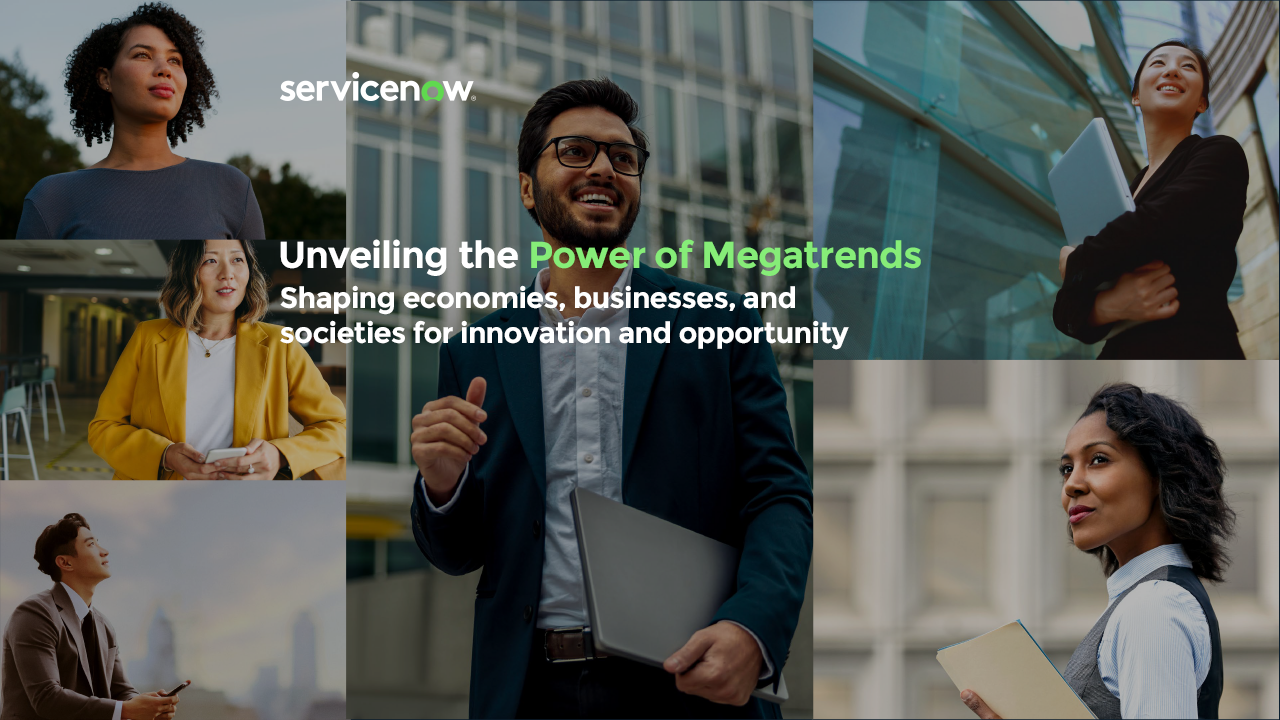 servicenow®
Unveiling the Power of Megatrends
Shaping economies, businesses, and
societies for innovation and opportunity